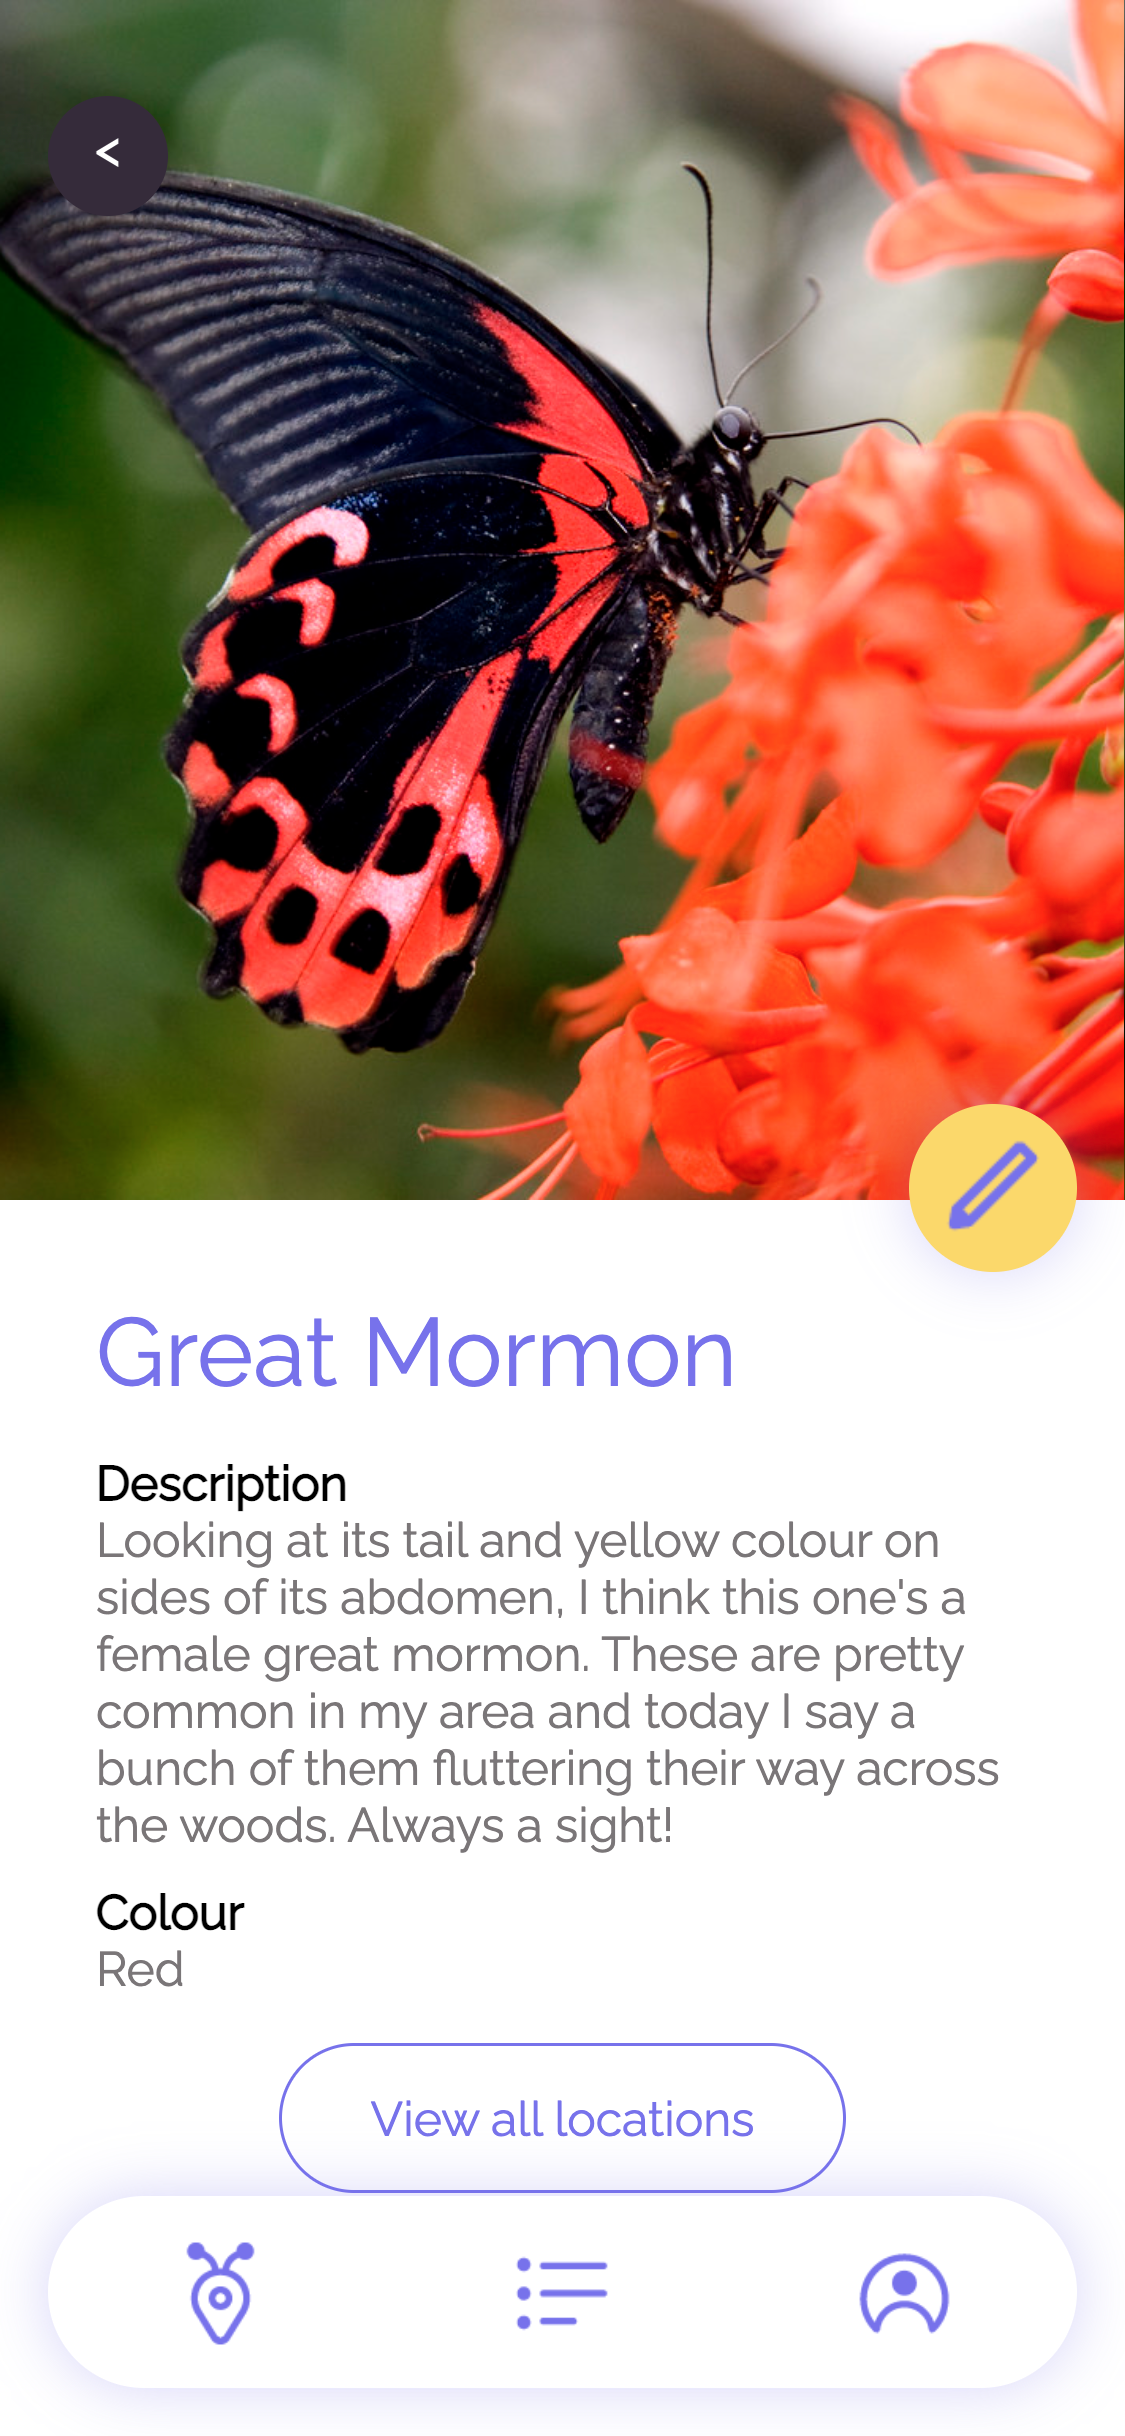 <
Great Mormon
Description
Looking at its tail and yellow colour on
sides of its abdomen, I think this one's a
female great mormon. These are pretty
common in my area and today I say a
bunch of them fluttering their way across
the woods. Always a sight!
Colour
Red
View all locations